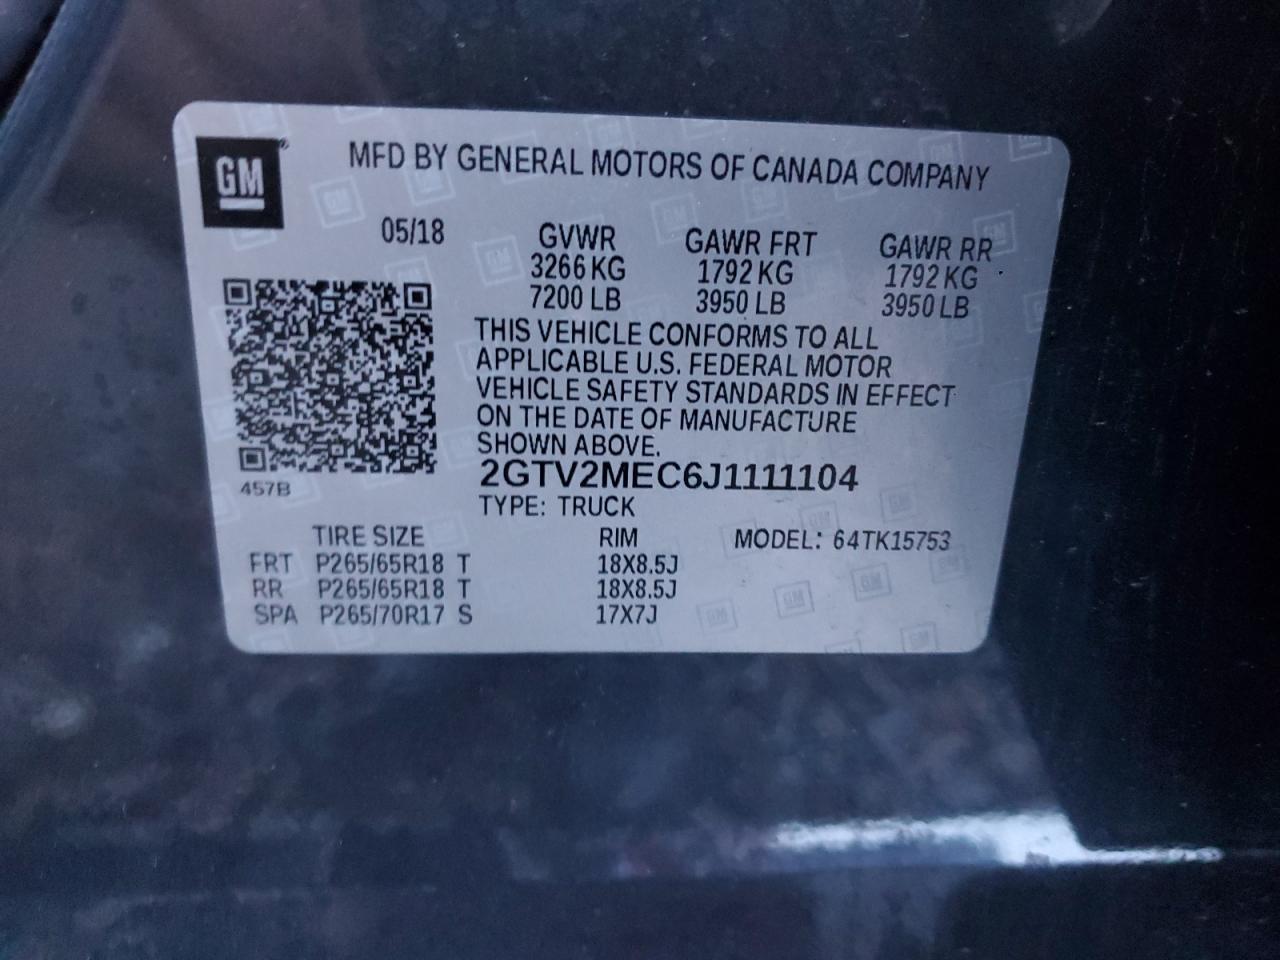 GM
MFD BY GENERAL MOTORS OF CANADA COMPANY
05/18
GVWR GAWR FRT GAWR RR
3266 KG 1792 KG 1792 KG
7200 LB 3950 LB 3950 LB
THIS VEHICLE CONFORMS TO ALL
APPLICABLE U.S. FEDERAL MOTOR
VEHICLE SAFETY STANDARDS IN EFFECT
ON THE DATE OF MANUFACTURE
SHOWN ABOVE.
2GTV2MEC6J1111104
TYPE: TRUCK
457B
TIRE SIZE RIM MODEL: 64TK15753
FRT P265/65R18 T 18X8.5J
RR P265/65R18 T 18X8.5J
SPA P265/70R17 S 17X7J